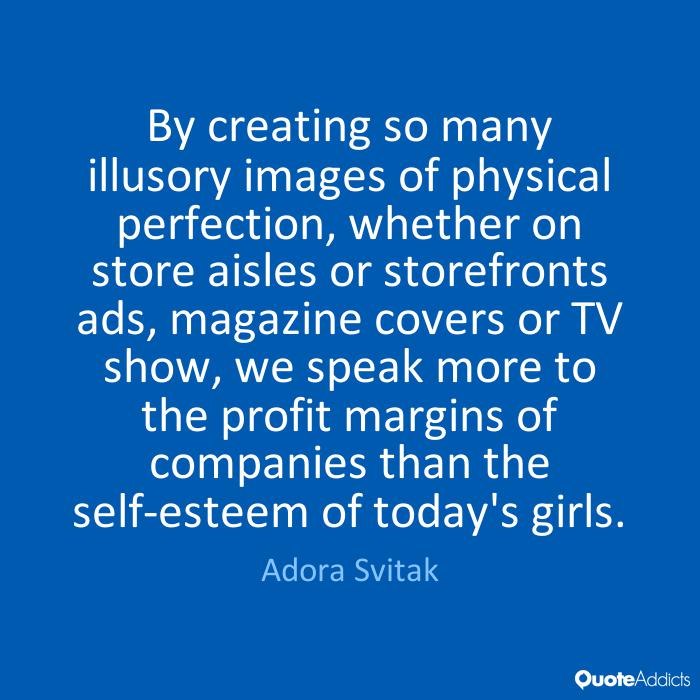 By creating so many
illusory images of physical
perfection, whether on
store aisles or storefronts
ads, magazine covers or TV
show, we speak more to
the profit margins of
companies than the
self-esteem of today's girls.
Adora Svitak
QuoteAddicts